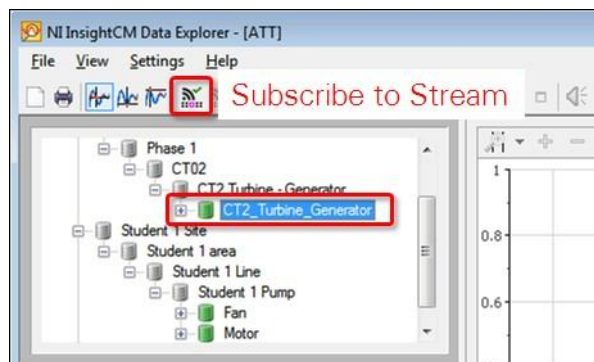 NI InsightCM Data Explorer - [ATT]
File View Settings Help
Subscribe to Stream
Phase 1
CT02
CT2 Turbine - Generator
CT2_Turbine_Generator
Student 1 Site
Student 1 area
Student 1 Line
Student 1 Pump
Fan
Motor
1
0.8
0.6